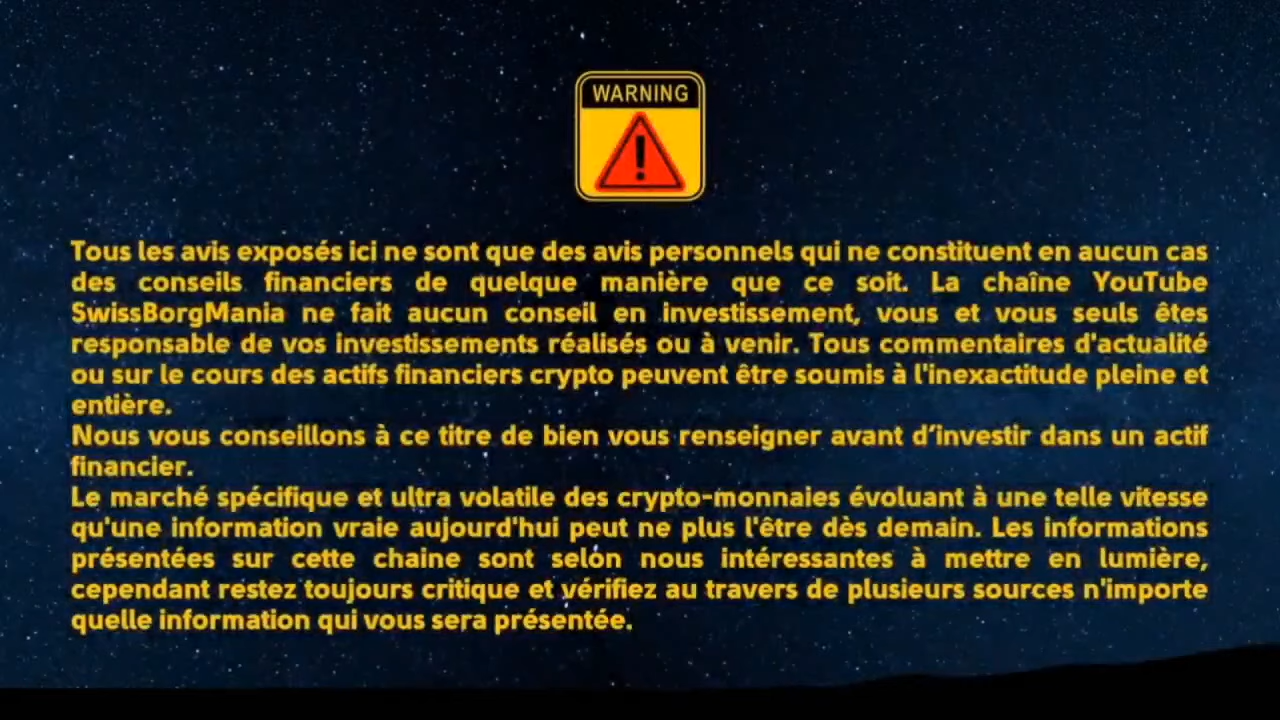 WARNING
!
Tous les avis exposés ici ne sont que des avis personnels qui ne constituent en aucun cas
des conseils financiers de quelque manière que ce soit. La chaîne YouTube
SwissBorgMania ne fait aucun conseil en investissement, vous et vous seuls êtes
responsable de vos investissements réalisés ou à venir. Tous commentaires d'actualité
ou sur le cours des actifs financiers crypto peuvent être soumis à l'inexactitude pleine et
entière.
Nous vous conseillons à ce titre de bien vous renseigner avant d’investir dans un actif
financier.
Le marché spécifique et ultra volatile des crypto-monnaies évoluant à une telle vitesse
qu'une information vraie aujourd'hui peut ne plus l'être dès demain. Les informations
présentées sur cette chaine sont selon nous intéressantes à mettre en lumière,
cependant restez toujours critique et vérifiez au travers de plusieurs sources n'importe
quelle information qui vous sera présentée.